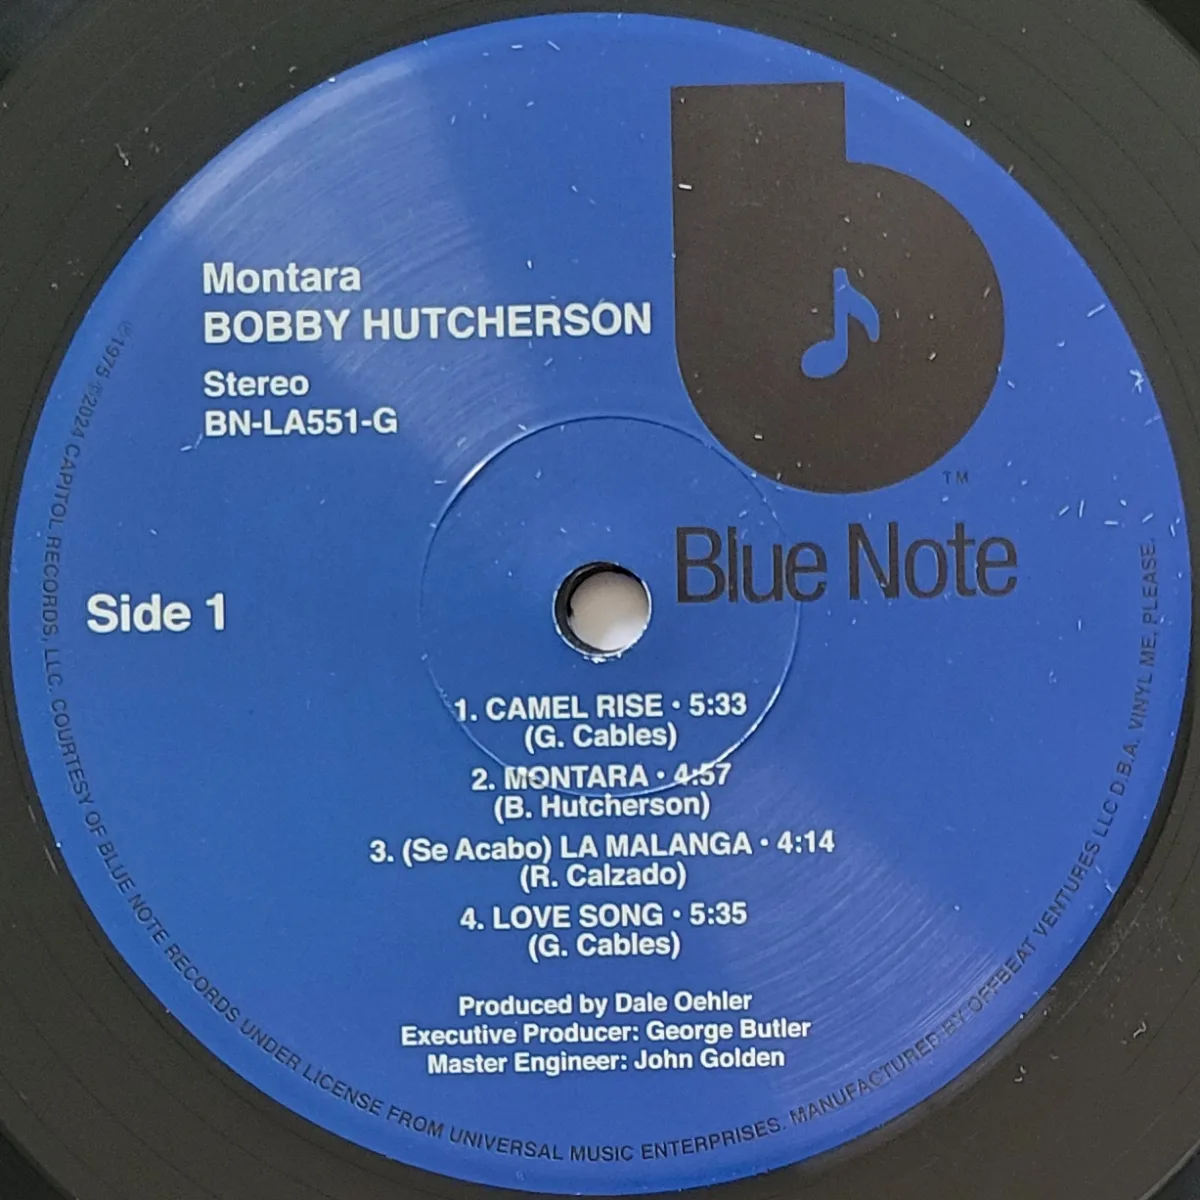 Montara
BOBBY HUTCHERSON
Stereo
BN-LA551-G
TM
Blue Note
Side 1
1. CAMEL RISE • 5:33
(G. Cables)
2. MONTARA • 4:57
(B. Hutcherson)
3. (Se Acabo) LA MALANGA • 4:14
(R. Calzado)
4. LOVE SONG • 5:35
(G. Cables)
Produced by Dale Oehler
Executive Producer: George Butler
Master Engineer: John Golden
℗1975 ©2024 CAPITOL RECORDS, LLC. COURTESY OF BLUE NOTE RECORDS UNDER LICENSE FROM UNIVERSAL MUSIC ENTERPRISES. MANUFACTURED BY OFFBEAT VENTURES LLC D.B.A. VINYL ME, PLEASE.